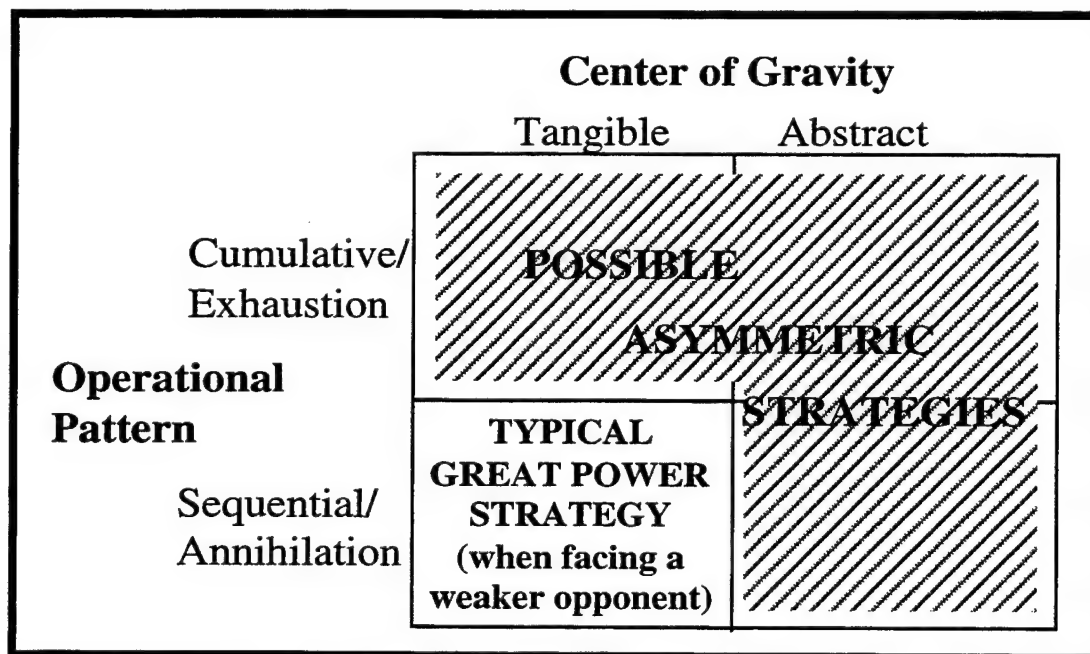 Center of Gravity
Tangible Abstract
Cumulative/
Exhaustion
POSSIBLE
ASYMMETRIC
STRATEGIES
Operational
Pattern
Sequential/
Annihilation
TYPICAL
GREAT POWER
STRATEGY
(when facing a
weaker opponent)